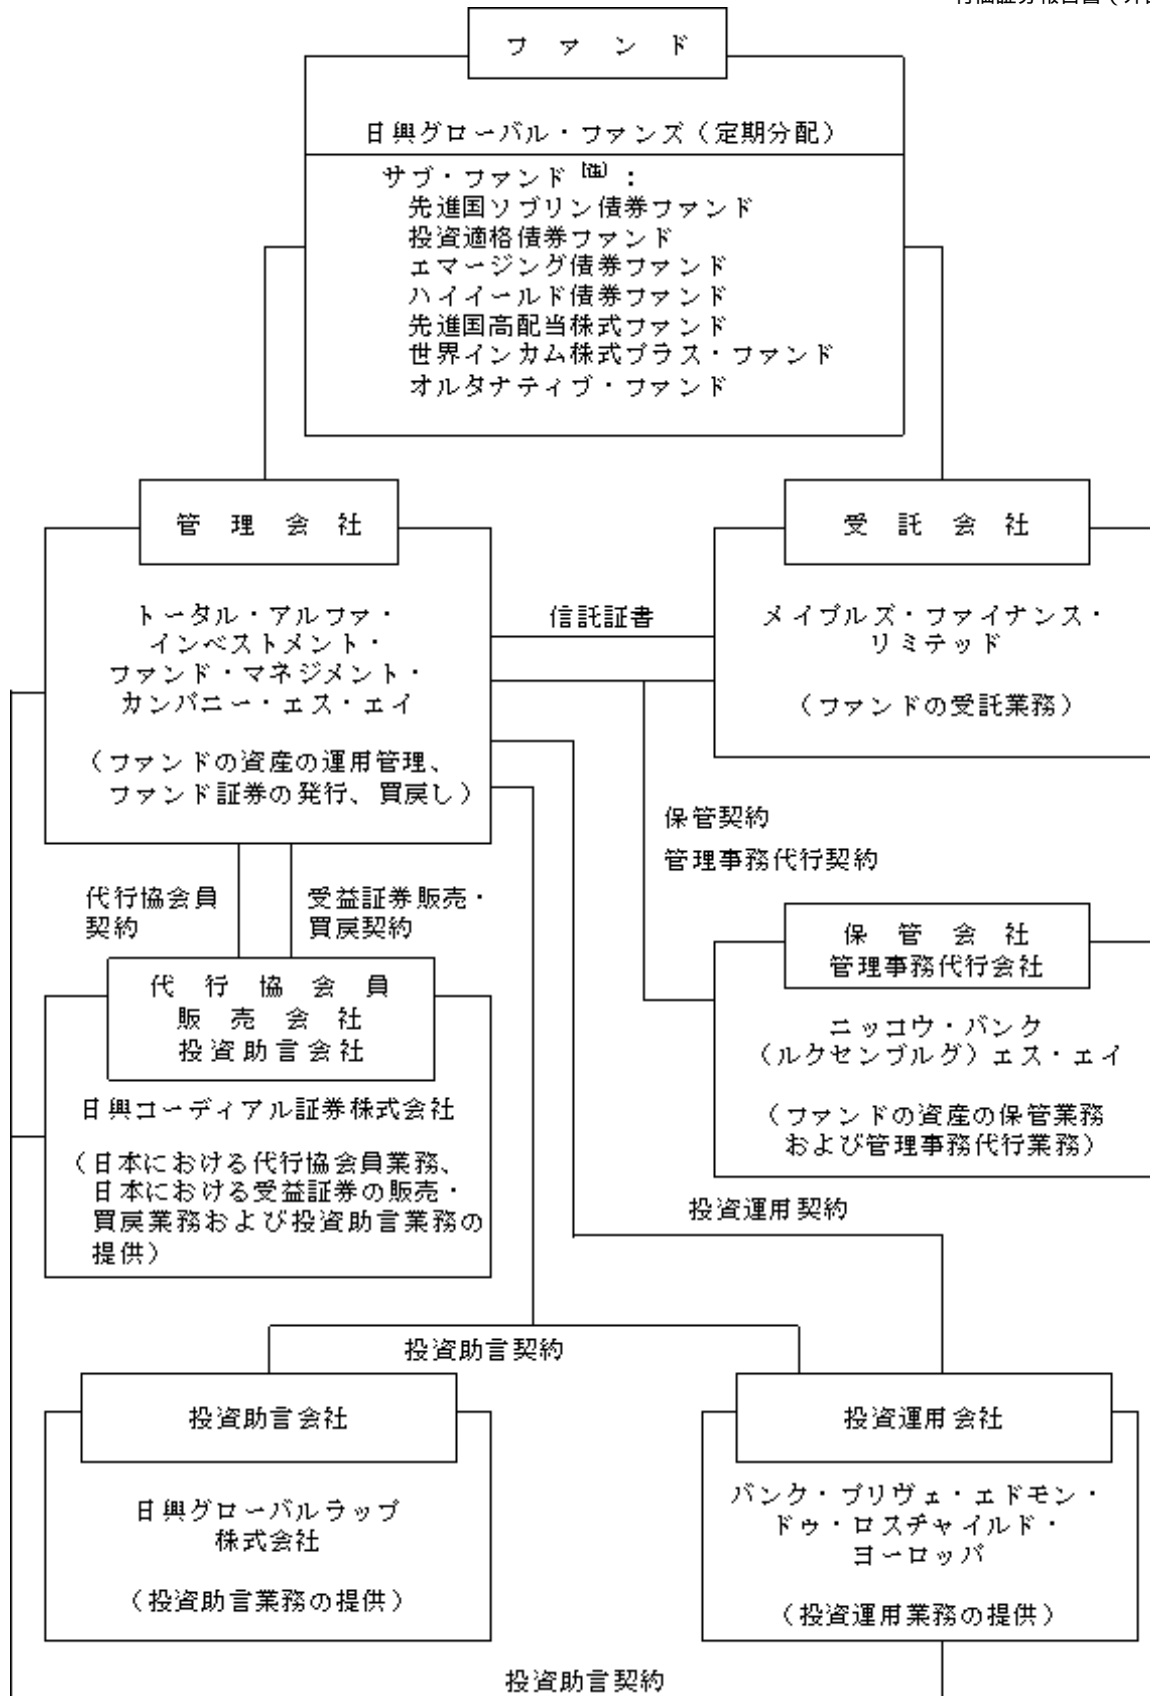 フ ァ ン ド
日興グローバル・ファンズ（定期分配）
サブ・ファンド（注）：
先進国ソブリン債券ファンド
投資適格債券ファンド
エマージング債券ファンド
ハイイールド債券ファンド
先進国高配当株式ファンド
世界インカム株式プラス・ファンド
オルタナティブ・ファンド
管 理 会 社
トータル・アルファ・
インベストメント・
ファンド・マネジメント・
カンパニー・エス・エイ
（ファンドの資産の運用管理、
ファンド証券の発行、買戻し）
信託証書
受 託 会 社
メイプルズ・ファイナンス・
リミテッド
（ファンドの受託業務）
保管契約
管理事務代行契約
代行協会員
契約
受益証券販売・
買戻契約
保 管 会 社
管理事務代行会社
ニッコウ・バンク
（ルクセンブルグ）エス・エイ
（ファンドの資産の保管業務
および管理事務代行業務）
代 行 協 会 員
販 売 会 社
投資助言会社
日興コーディアル証券株式会社
（日本における代行協会員業務、
日本における受益証券の販売・
買戻業務および投資助言業務の
提供）
投資運用契約
投資助言契約
投資助言会社
日興グローバルラップ
株式会社
（投資助言業務の提供）
投資運用会社
バンク・プリヴェ・エドモン・
ドゥ・ロスチャイルド・
ヨーロッパ
（投資運用業務の提供）
投資助言契約